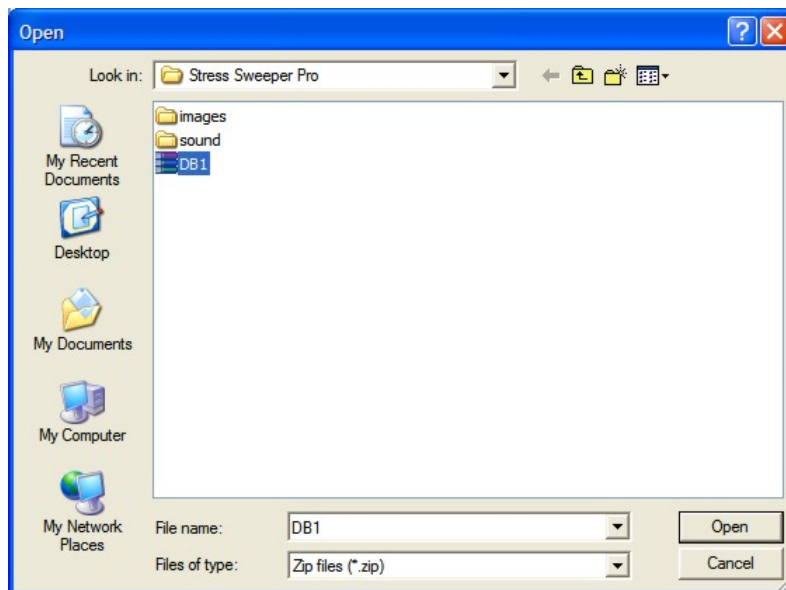 Open
Look in: Stress Sweeper Pro
images
sound
DB1
My Recent
Documents
Desktop
My Documents
My Computer
My Network
Places
File name: DB1 Open
Files of type: Zip files (*.zip) Cancel